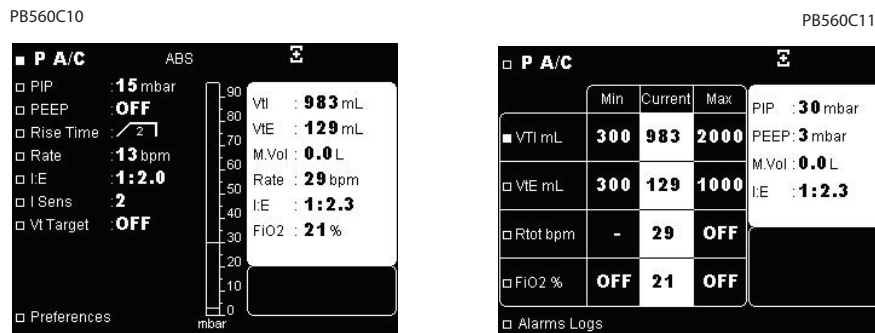 PB560C10
P A/C ABS
PIP :15 mbar
PEEP :OFF
Rise Time : 2
Rate :13 bpm
I:E :1:2.0
I Sens :2
Vt Target :OFF
Preferences
90
80
70
60
50
40
30
20
10
0
mbar
VtI : 983 mL
VtE : 129 mL
M.Vol : 0.0 L
Rate : 29 bpm
I:E : 1:2.3
FiO2 : 21 %
PB560C11
P A/C
Min Current Max
VTI mL 300 983 2000
VtE mL 300 129 1000
Rtot bpm - 29 OFF
FiO2 % OFF 21 OFF
Alarms Logs
PIP : 30 mbar
PEEP: 3 mbar
M.Vol : 0.0 L
I:E : 1:2.3